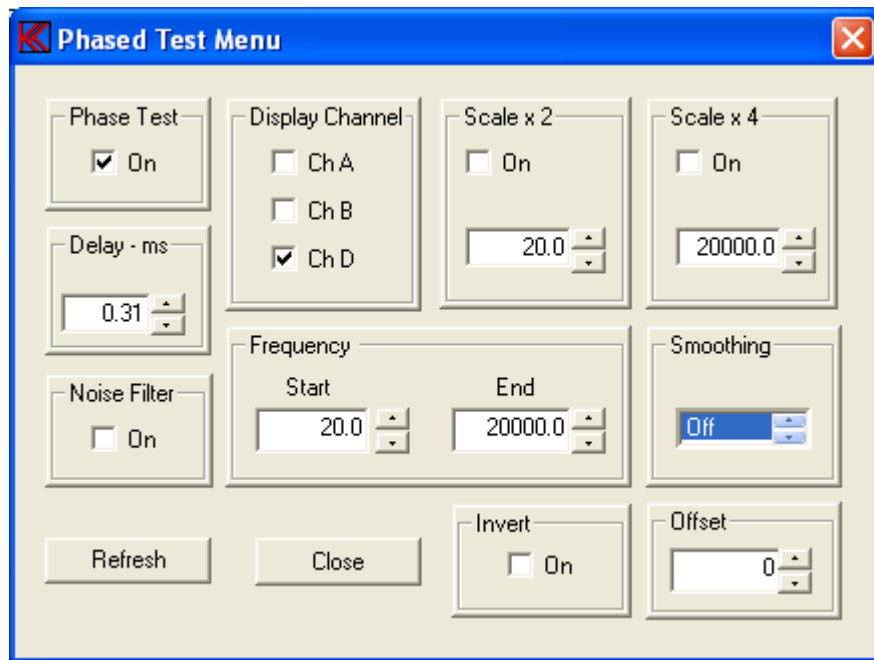 Phased Test Menu
Phase Test
On
Display Channel
Ch A
Ch B
Ch D
Scale x 2
On
20.0
Scale x 4
On
20000.0
Delay - ms
0.31
Frequency
Start
20.0
End
20000.0
Smoothing
Off
Noise Filter
On
Refresh
Close
Invert
On
Offset
0